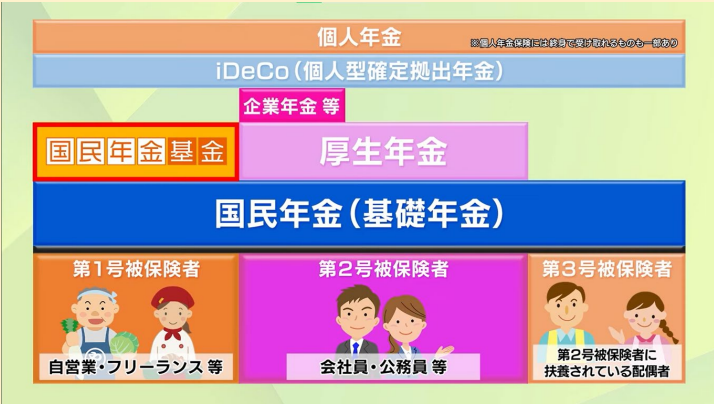 個人年金
※個人年金保険には終身で受け取れるものも一部あり
iDeCo（個人型確定拠出年金）
企業年金 等
国民年金基金
厚生年金
国民年金（基礎年金）
第1号被保険者
第2号被保険者
第3号被保険者
自営業・フリーランス 等
会社員・公務員 等
第2号被保険者に
扶養されている配偶者